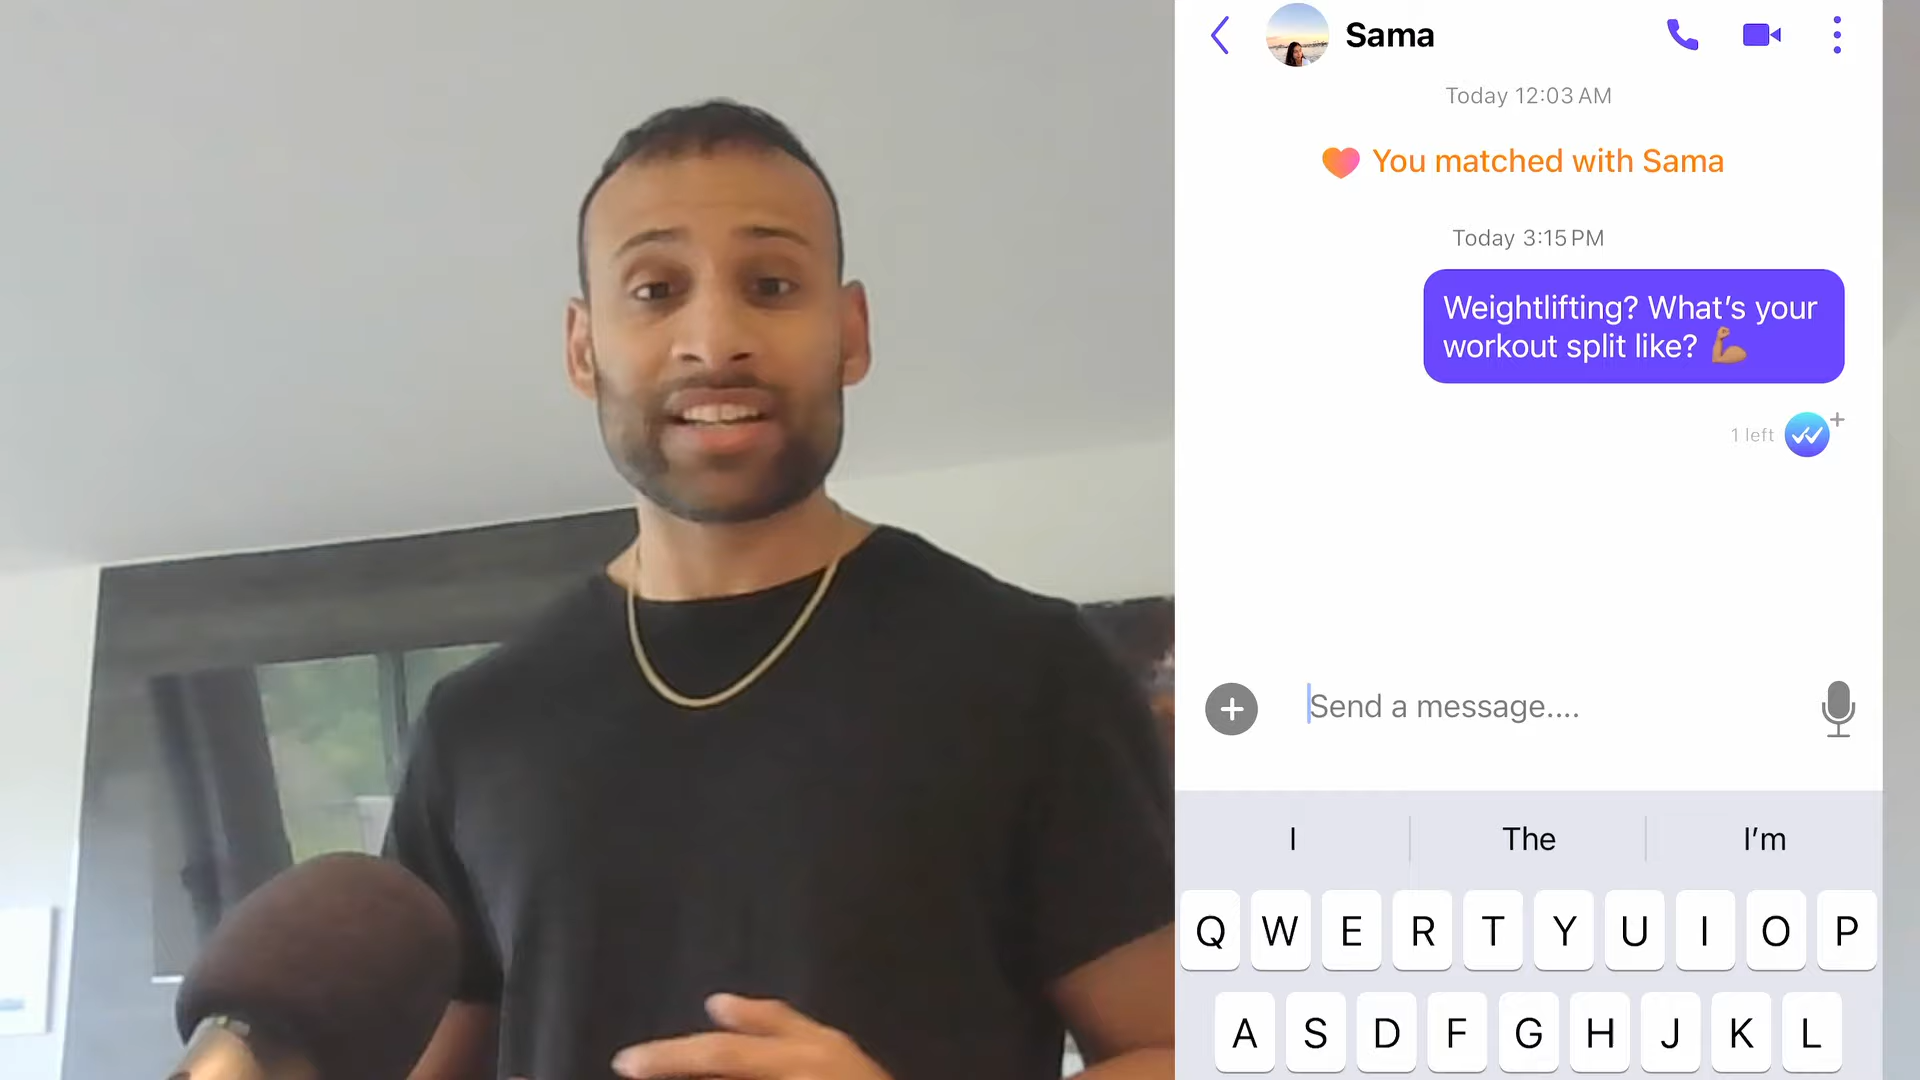 Sama
Today 12:03 AM
You matched with Sama
Today 3:15 PM
Weightlifting? What's your
workout split like? 💪🏽
1 left
Send a message....
I The I'm
Q W E R T Y U I O P
A S D F G H J K L